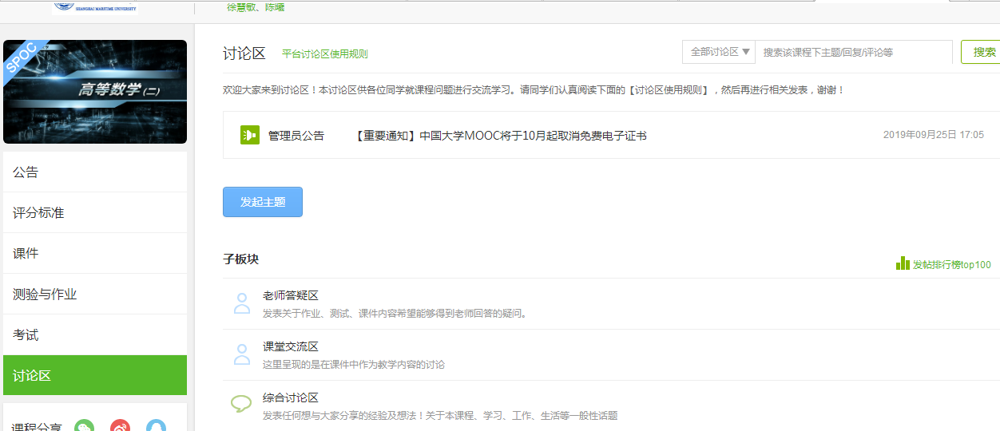 SHANGHAI MARITIME UNIVERSITY
徐慧敏、陈曦
SPOC
高等数学(二)
公告
评分标准
课件
测验与作业
考试
讨论区
课程分享
讨论区 平台讨论区使用规则
全部讨论区 搜索该课程下主题/回复/评论等 搜索
欢迎大家来到讨论区！本讨论区供各位同学就课程问题进行交流学习。请同学们认真阅读下面的【讨论区使用规则】，然后再进行相关发表，谢谢！
管理员公告 【重要通知】中国大学MOOC将于10月起取消免费电子证书 2019年09月25日 17:05
发起主题
子板块 发帖排行榜top100
老师答疑区
发表关于作业、测试、课件内容希望能够得到老师回答的疑问。
课堂交流区
这里呈现的是在课件中作为教学内容的讨论
综合讨论区
发表任何想与大家分享的经验及想法！关于本课程、学习、工作、生活等一般性话题